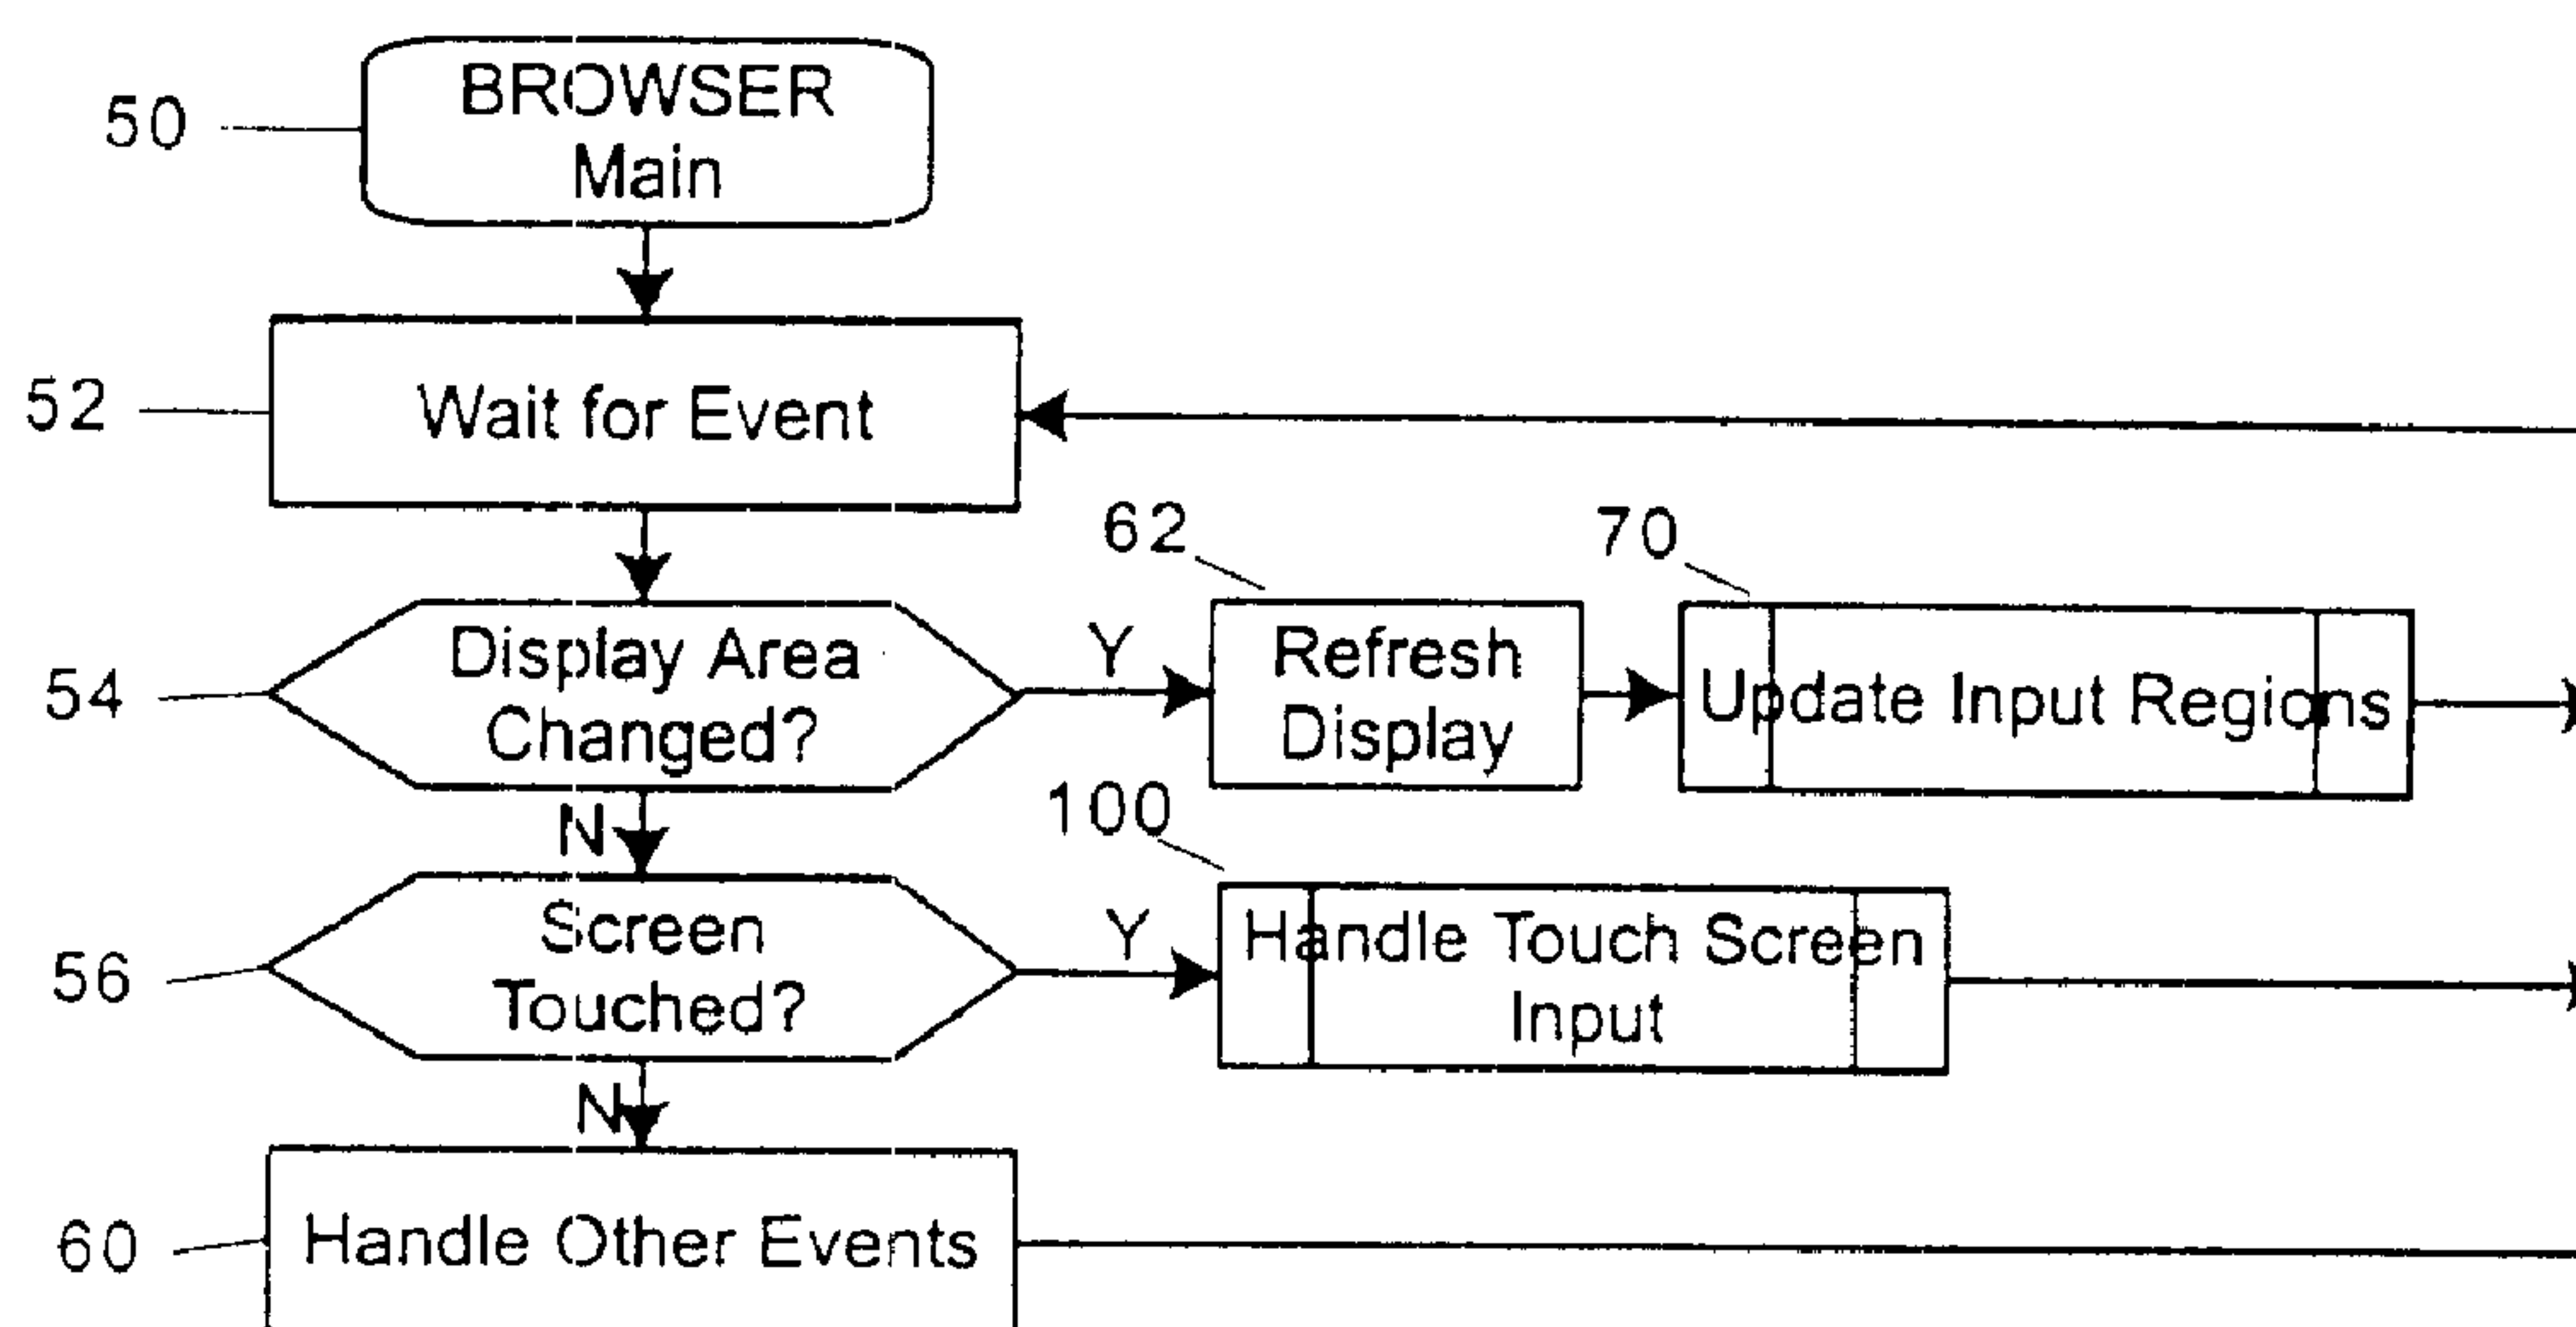 50
BROWSER
Main
52
Wait for Event
54
Display Area
Changed?
Y
62
Refresh
Display
70
Update Input Regions
N
56
Screen
Touched?
Y
100
Handle Touch Screen
Input
N
60
Handle Other Events